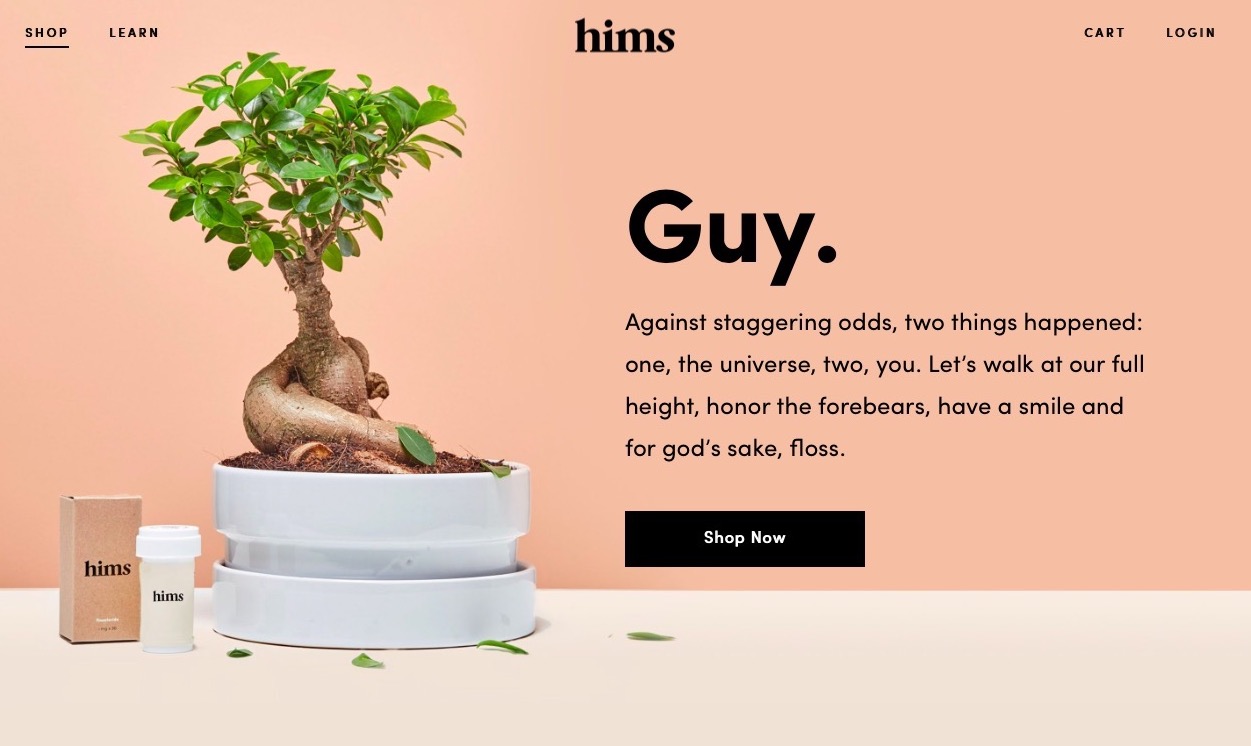 SHOP LEARN hims CART LOGIN
Guy.
Against staggering odds, two things happened:
one, the universe, two, you. Let’s walk at our full
height, honor the forebears, have a smile and
for god’s sake, floss.
Shop Now
hims
hims